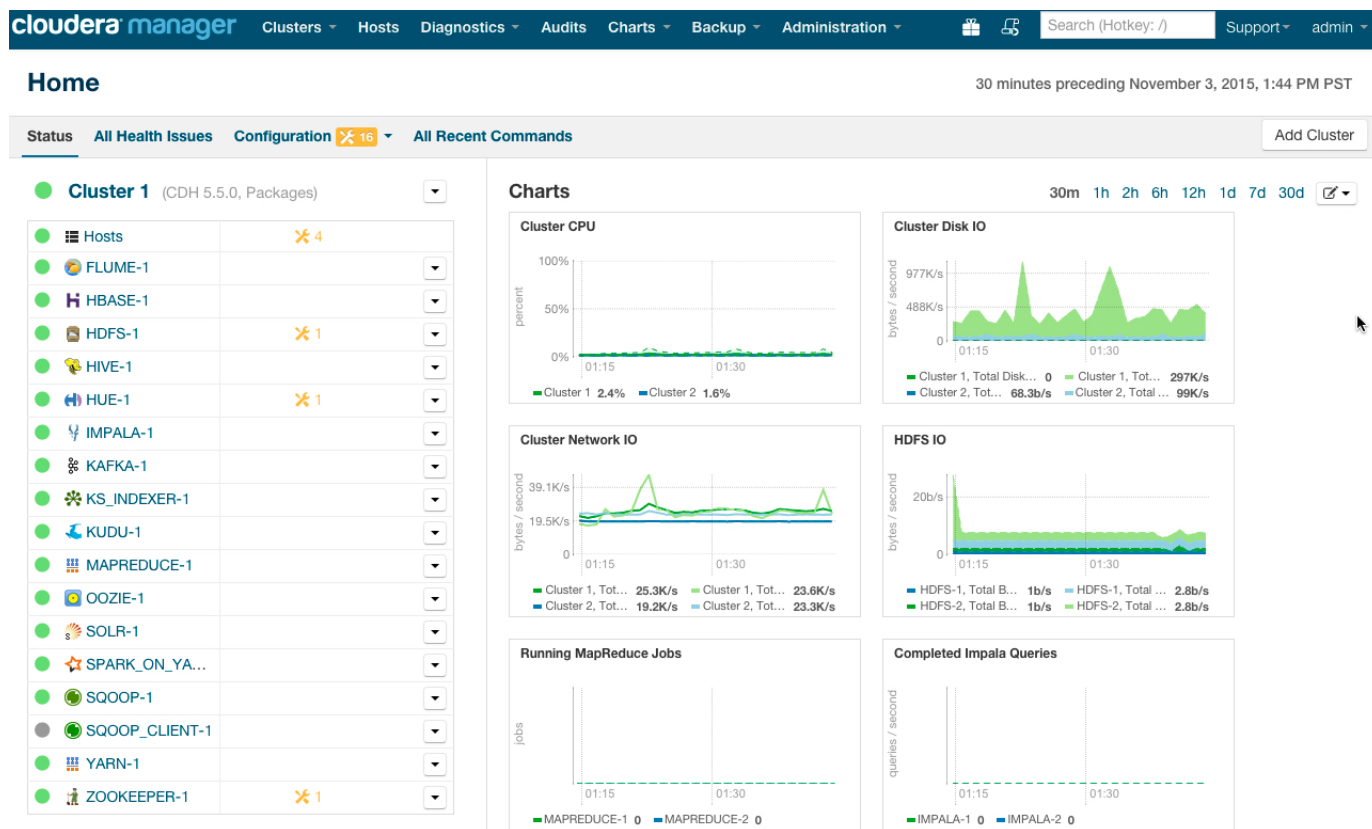 cloudera manager Clusters Hosts Diagnostics Audits Charts Backup Administration Search (Hotkey: /) Support admin
Home
30 minutes preceding November 3, 2015, 1:44 PM PST
Status All Health Issues Configuration 16 All Recent Commands Add Cluster
Cluster 1 (CDH 5.5.0, Packages)
Hosts 4
FLUME-1
HBASE-1
HDFS-1 1
HIVE-1
HUE-1 1
IMPALA-1
KAFKA-1
KS_INDEXER-1
KUDU-1
MAPREDUCE-1
OOZIE-1
SOLR-1
SPARK_ON_YA...
SQOOP-1
SQOOP_CLIENT-1
YARN-1
ZOOKEEPER-1 1
Charts 30m 1h 2h 6h 12h 1d 7d 30d
Cluster CPU
percent
100%
50%
0%
01:15 01:30
Cluster 1 2.4% Cluster 2 1.6%
Cluster Disk IO
bytes / second
977K/s
488K/s
0
01:15 01:30
Cluster 1, Total Disk... 0 Cluster 1, Tot... 297K/s
Cluster 2, Tot... 68.3b/s Cluster 2, Total ... 99K/s
Cluster Network IO
bytes / second
39.1K/s
19.5K/s
0
01:15 01:30
Cluster 1, Tot... 25.3K/s Cluster 1, Tot... 23.6K/s
Cluster 2, Tot... 19.2K/s Cluster 2, Tot... 23.3K/s
HDFS IO
bytes / second
20b/s
0
01:15 01:30
HDFS-1, Total B... 1b/s HDFS-1, Total ... 2.8b/s
HDFS-2, Total B... 1b/s HDFS-2, Total ... 2.8b/s
Running MapReduce Jobs
jobs
01:15 01:30
MAPREDUCE-1 0 MAPREDUCE-2 0
Completed Impala Queries
queries / second
01:15 01:30
IMPALA-1 0 IMPALA-2 0